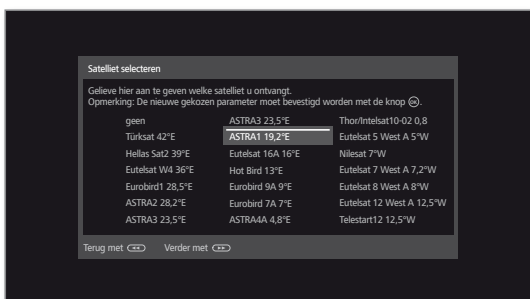 Satelliet selecteren
Gelieve hier aan te geven welke satelliet u ontvangt.
Opmerking: De nieuwe gekozen parameter moet bevestigd worden met de knop OK.
geen ASTRA3 23,5°E Thor/Intelsat10-02 0,8
Türksat 42°E ASTRA1 19,2°E Eutelsat 5 West A 5°W
Hellas Sat2 39°E Eutelsat 16A 16°E Nilesat 7°W
Eutelsat W4 36°E Hot Bird 13°E Eutelsat 7 West A 7,2°W
Eurobird1 28,5°E Eurobird 9A 9°E Eutelsat 8 West A 8°W
ASTRA2 28,2°E Eurobird 7A 7°E Eutelsat 12 West A 12,5°W
ASTRA3 23,5°E ASTRA4A 4,8°E Telestart12 12,5°W
Terug met Verder met